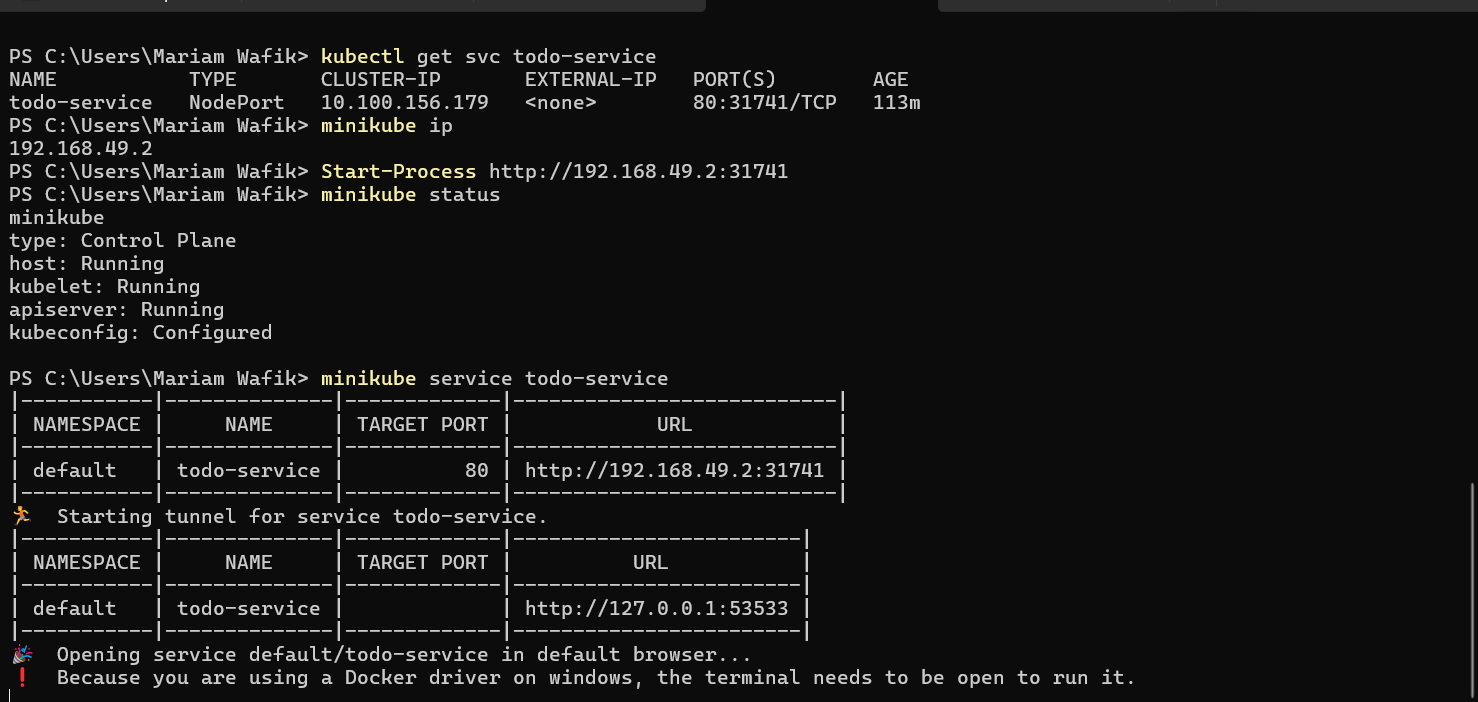 PS C:\Users\Mariam Wafik> kubectl get svc todo-service
NAME           TYPE       CLUSTER-IP       EXTERNAL-IP   PORT(S)        AGE
todo-service   NodePort   10.100.156.179   <none>        80:31741/TCP   113m
PS C:\Users\Mariam Wafik> minikube ip
192.168.49.2
PS C:\Users\Mariam Wafik> Start-Process http://192.168.49.2:31741
PS C:\Users\Mariam Wafik> minikube status
minikube
type: Control Plane
host: Running
kubelet: Running
apiserver: Running
kubeconfig: Configured
PS C:\Users\Mariam Wafik> minikube service todo-service
|-----------|--------------|-------------|---------------------------|
| NAMESPACE |     NAME     | TARGET PORT |            URL            |
|-----------|--------------|-------------|---------------------------|
| default   | todo-service |          80 | http://192.168.49.2:31741 |
|-----------|--------------|-------------|---------------------------|
🏃  Starting tunnel for service todo-service.
|-----------|--------------|-------------|------------------------|
| NAMESPACE |     NAME     | TARGET PORT |          URL           |
|-----------|--------------|-------------|------------------------|
| default   | todo-service |             | http://127.0.0.1:53533 |
|-----------|--------------|-------------|------------------------|
🎉  Opening service default/todo-service in default browser...
❗  Because you are using a Docker driver on windows, the terminal needs to be open to run it.